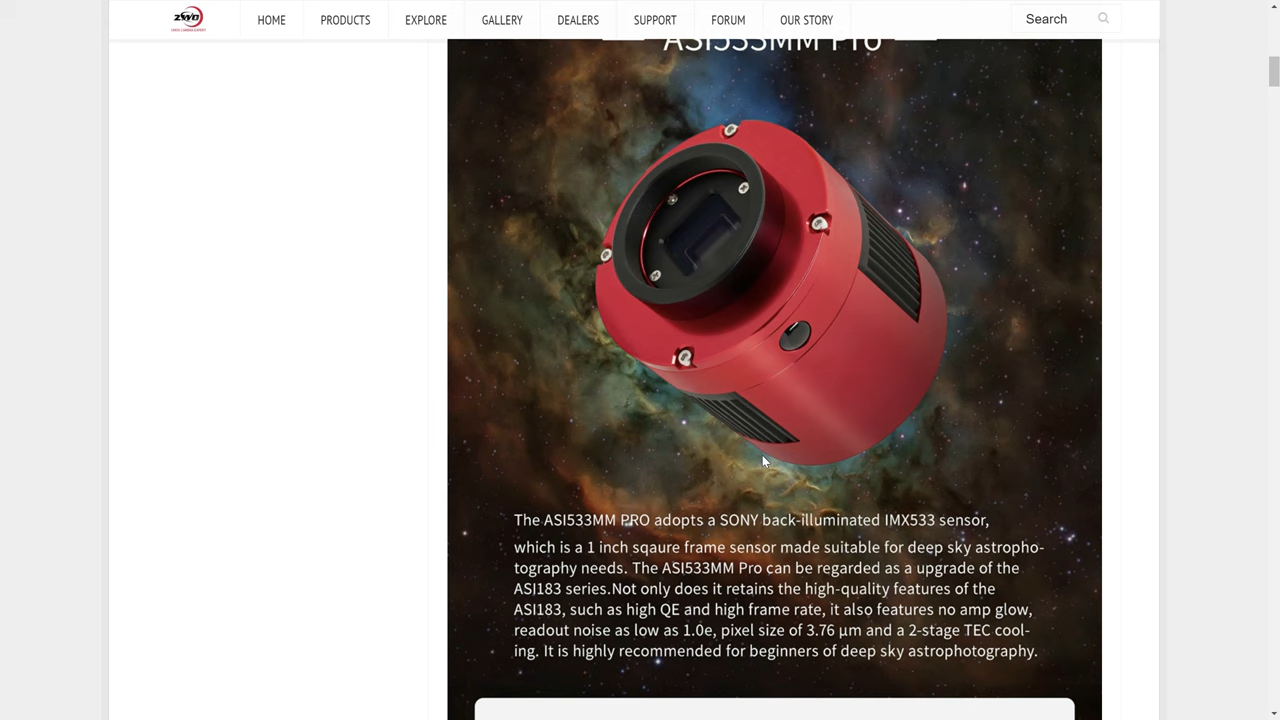 ZWO
HOME PRODUCTS EXPLORE GALLERY DEALERS SUPPORT FORUM OUR STORY Search
ASI533MM Pro
The ASI533MM PRO adopts a SONY back-illuminated IMX533 sensor,
which is a 1 inch sqaure frame sensor made suitable for deep sky astropho-
tography needs. The ASI533MM Pro can be regarded as a upgrade of the
ASI183 series.Not only does it retains the high-quality features of the
ASI183, such as high QE and high frame rate, it also features no amp glow,
readout noise as low as 1.0e, pixel size of 3.76 μm and a 2-stage TEC cool-
ing. It is highly recommended for beginners of deep sky astrophotography.